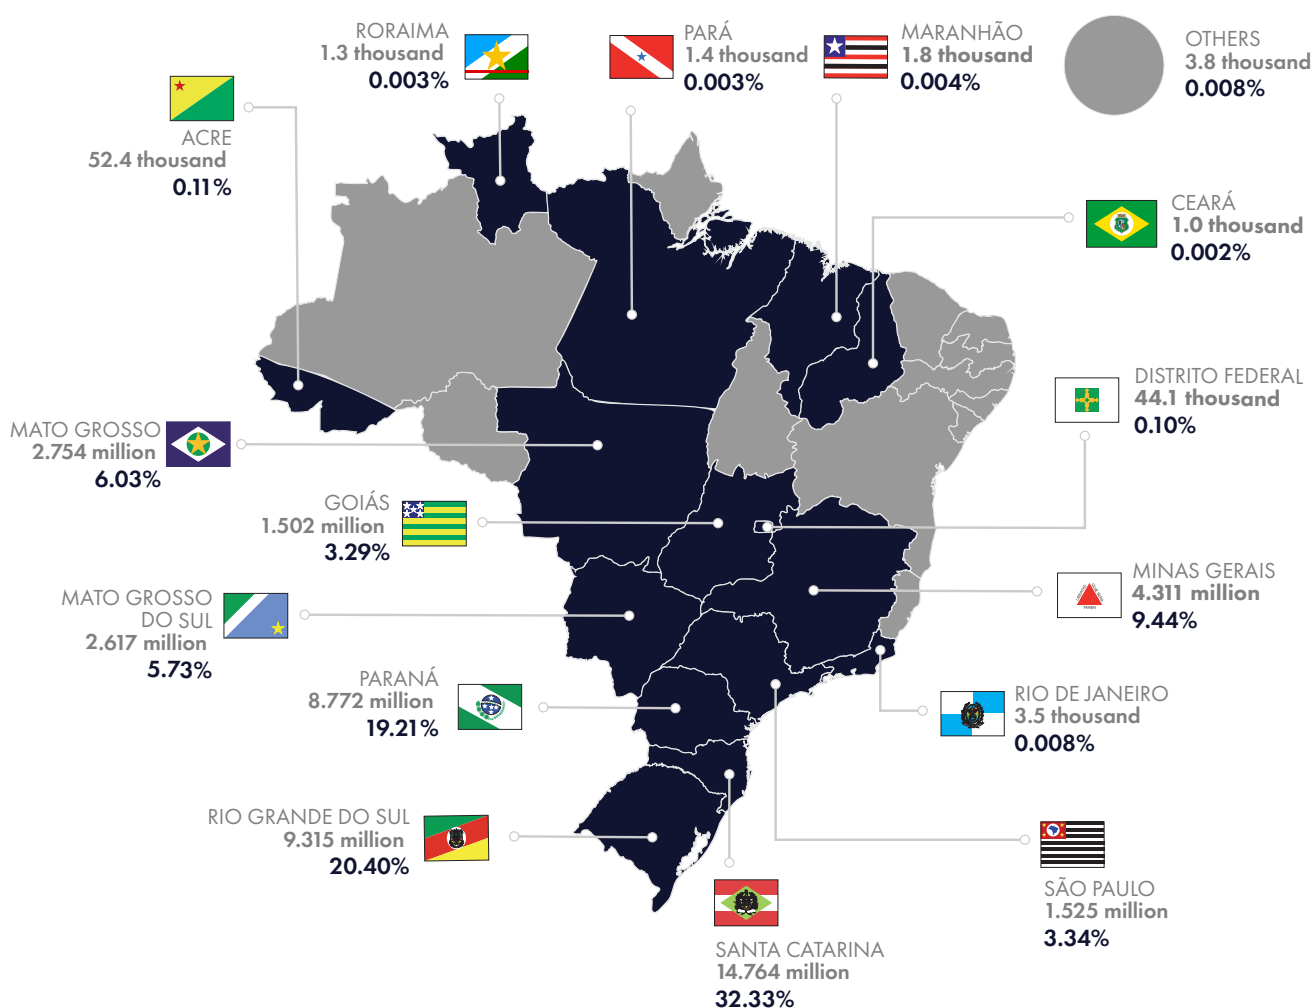 RORAIMA
1.3 thousand
0.003%
PARÁ
1.4 thousand
0.003%
MARANHÃO
1.8 thousand
0.004%
OTHERS
3.8 thousand
0.008%
ACRE
52.4 thousand
0.11%
CEARÁ
1.0 thousand
0.002%
DISTRITO FEDERAL
44.1 thousand
0.10%
MATO GROSSO
2.754 million
6.03%
GOIÁS
1.502 million
3.29%
MINAS GERAIS
4.311 million
9.44%
MATO GROSSO
DO SUL
2.617 million
5.73%
PARANÁ
8.772 million
19.21%
RIO DE JANEIRO
3.5 thousand
0.008%
RIO GRANDE DO SUL
9.315 million
20.40%
SÃO PAULO
1.525 million
3.34%
SANTA CATARINA
14.764 million
32.33%